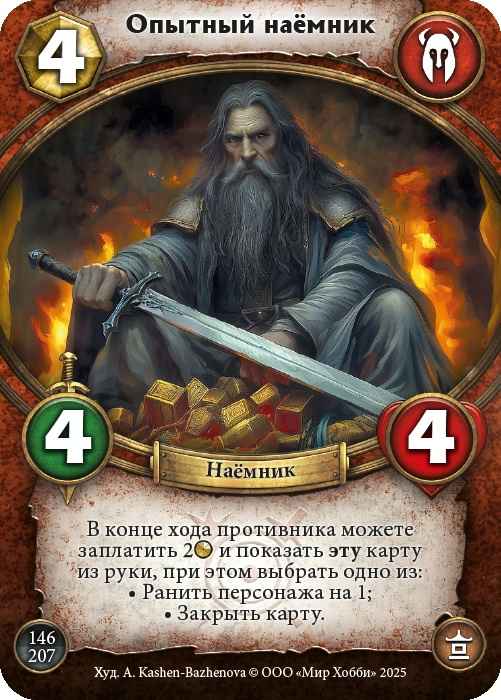 Опытный наёмник
4
4
4
Наёмник
В конце хода противника можете
заплатить 2 и показать эту карту
из руки, при этом выбрать одно из:
• Ранить персонажа на 1;
• Закрыть карту.
146
207
Худ. A. Kashen-Bazhenova © ООО «Мир Хобби» 2025